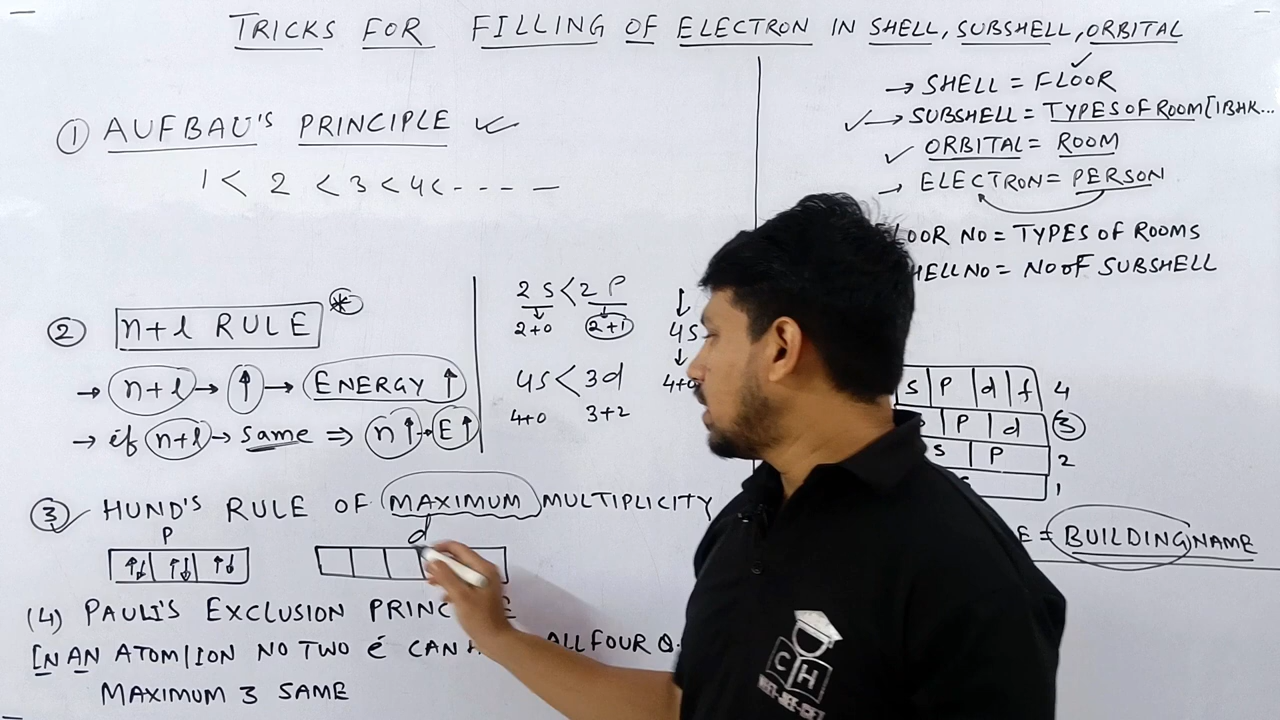 TRICKS FOR FILLING OF ELECTRON IN SHELL, SUBSHELL, ORBITAL
① AUFBAU'S PRINCIPLE ✓
1 < 2 < 3 < 4 < - - - -
② n+l RULE *
→ n+l → ↑ → ENERGY ↑
→ if n+l → same ⇒ n↑ → E↑
2S < 2P
2+0 2+1
4S < 3d
4+0 3+2
↓
4S
↓
4+0
③ HUND'S RULE OF MAXIMUM MULTIPLICITY
P d
↑↓ ↑↓ ↑↓
(4) PAULI'S EXCLUSION
IN AN ATOM/ION NO TWO é CAN ALL FOUR Q.
MAXIMUM 3 SAME
→ SHELL = FLOOR
✓→ SUBSHELL = TYPES OF ROOM [1BHK...
✓ ORBITAL = ROOM
→ ELECTRON = PERSON
LOOR NO = TYPES OF ROOMS
HELL NO = NO OF SUBSHELL
S P d f 4
P d ③
S P 2
1
E = BUILDING NAME
CH
NEET-JEE-CET